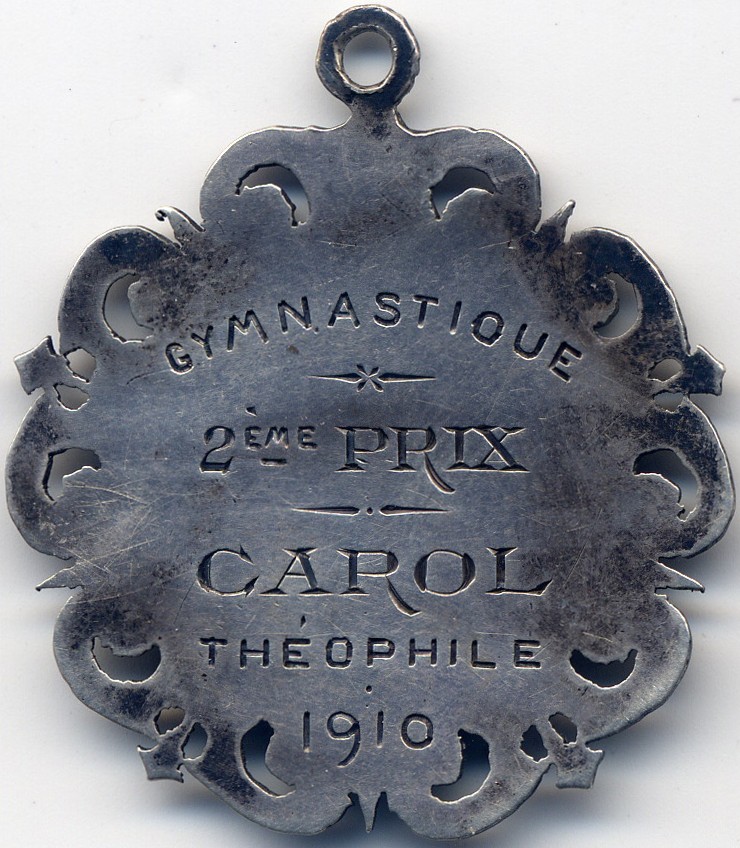 GYMNASTIQUE
2ÈME PRIX
CAROL
THÉOPHILE
1910